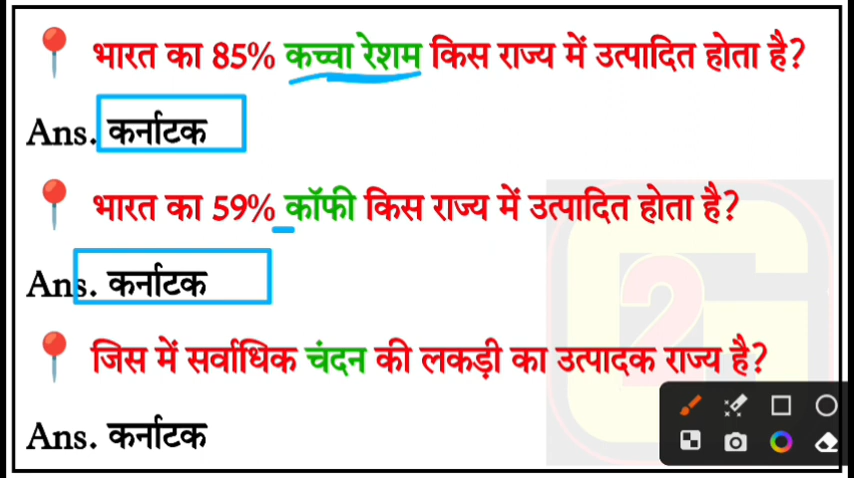 भारत का 85% कच्चा रेशम किस राज्य में उत्पादित होता है?
Ans. कर्नाटक
भारत का 59% कॉफी किस राज्य में उत्पादित होता है?
Ans. कर्नाटक
जिस में सर्वाधिक चंदन की लकड़ी का उत्पादक राज्य है?
Ans. कर्नाटक